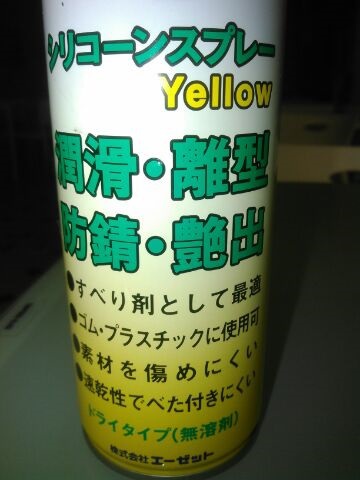 シリコーンスプレー
Yellow
潤滑・離型
防錆・艶出
●すべり剤として最適
●ゴム・プラスチックに使用可
●素材を傷めにくい
●速乾性でべた付きにくい
ドライタイプ(無溶剤)
株式会社エーゼット